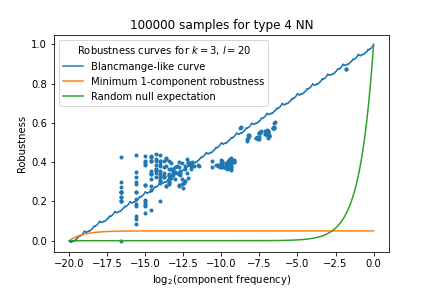 100000 samples for type 4 NN
Robustness curves for k = 3, l = 20
Blancmange-like curve
Minimum 1-component robustness
Random null expectation
Robustness
1.0
0.8
0.6
0.4
0.2
0.0
−20.0 −17.5 −15.0 −12.5 −10.0 −7.5 −5.0 −2.5 0.0
log₂(component frequency)